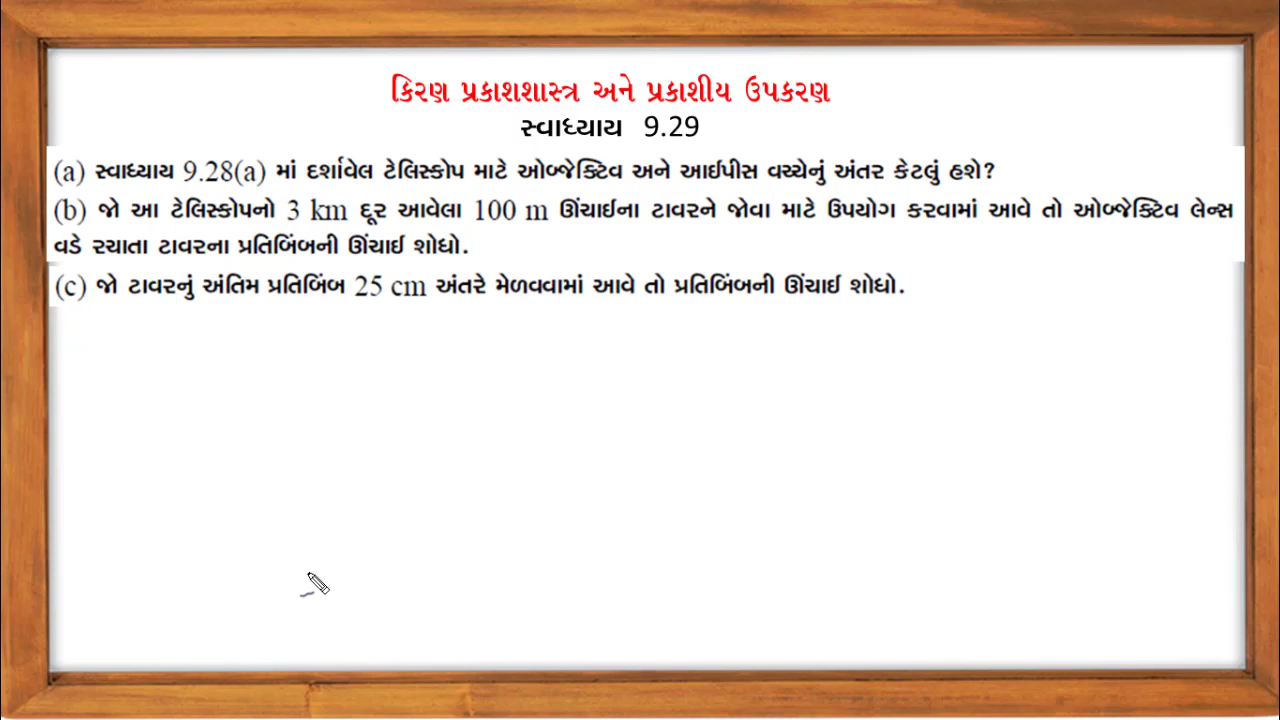 કિરણ પ્રકાશશાસ્ત્ર અને પ્રકાશીય ઉપકરણ
સ્વાધ્યાય 9.29
(a) સ્વાધ્યાય 9.28(a) માં દર્શાવેલ ટેલિસ્કોપ માટે ઓબ્જેક્ટિવ અને આઈપીસ વચ્ચેનું અંતર કેટલું હશે?
(b) જો આ ટેલિસ્કોપનો 3 km દૂર આવેલા 100 m ઊંચાઈના ટાવરને જોવા માટે ઉપયોગ કરવામાં આવે તો ઓબ્જેક્ટિવ લેન્સ
વડે રચાતા ટાવરના પ્રતિબિંબની ઊંચાઈ શોધો.
(c) જો ટાવરનું અંતિમ પ્રતિબિંબ 25 cm અંતરે મેળવવામાં આવે તો પ્રતિબિંબની ઊંચાઈ શોધો.